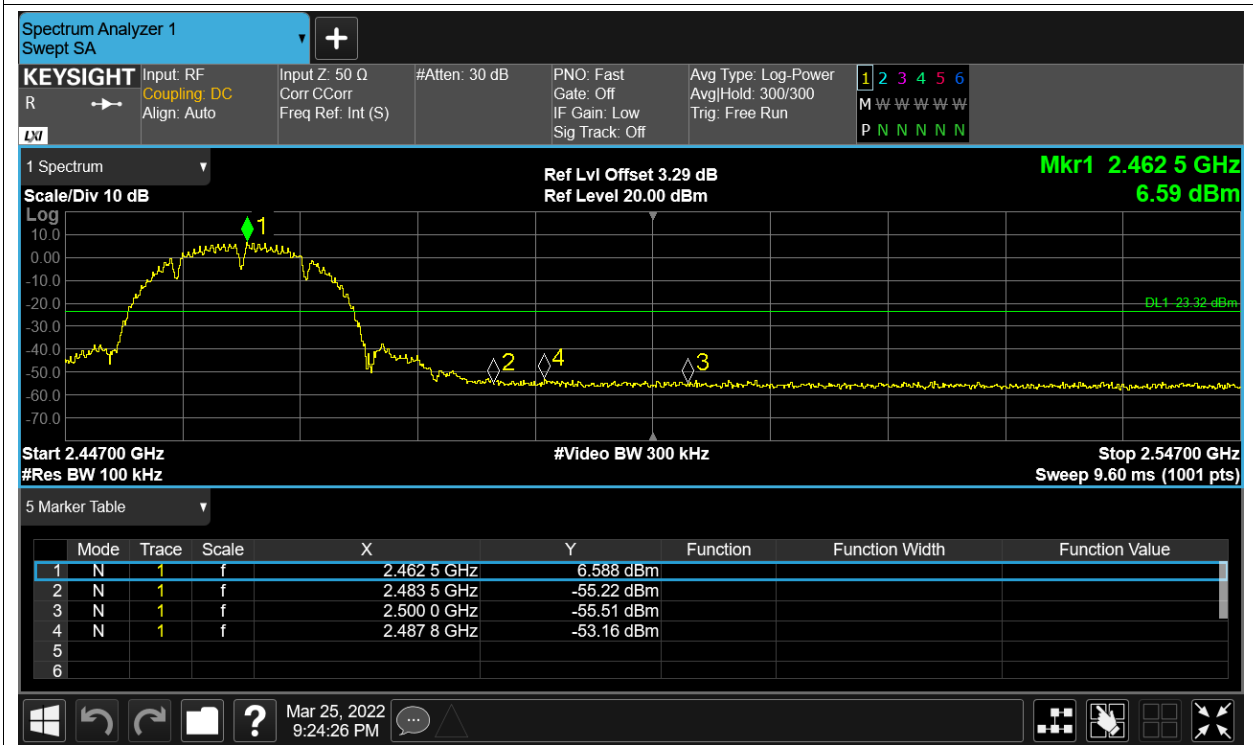 Spectrum Analyzer 1
Swept SA
+
KEYSIGHT Input: RF Input Z: 50 Ω #Atten: 30 dB PNO: Fast Avg Type: Log-Power 1 2 3 4 5 6
R Coupling: DC Corr CCorr Gate: Off Avg|Hold: 300/300 M W W W W W
Align: Auto Freq Ref: Int (S) IF Gain: Low Trig: Free Run
LXI Sig Track: Off P N N N N N
1 Spectrum Ref Lvl Offset 3.29 dB Mkr1 2.462 5 GHz
Scale/Div 10 dB Ref Level 20.00 dBm 6.59 dBm
Log
1
10.0
0.00
-10.0
-20.0 DL1 23.32 dBm
-30.0
-40.0
2 4 3
-50.0
-60.0
-70.0
Start 2.44700 GHz #Video BW 300 kHz Stop 2.54700 GHz
#Res BW 100 kHz Sweep 9.60 ms (1001 pts)
5 Marker Table
Mode Trace Scale X Y Function Function Width Function Value
1 N 1 f 2.462 5 GHz 6.588 dBm
2 N 1 f 2.483 5 GHz -55.22 dBm
3 N 1 f 2.500 0 GHz -55.51 dBm
4 N 1 f 2.487 8 GHz -53.16 dBm
5
6
? Mar 25, 2022
9:24:26 PM